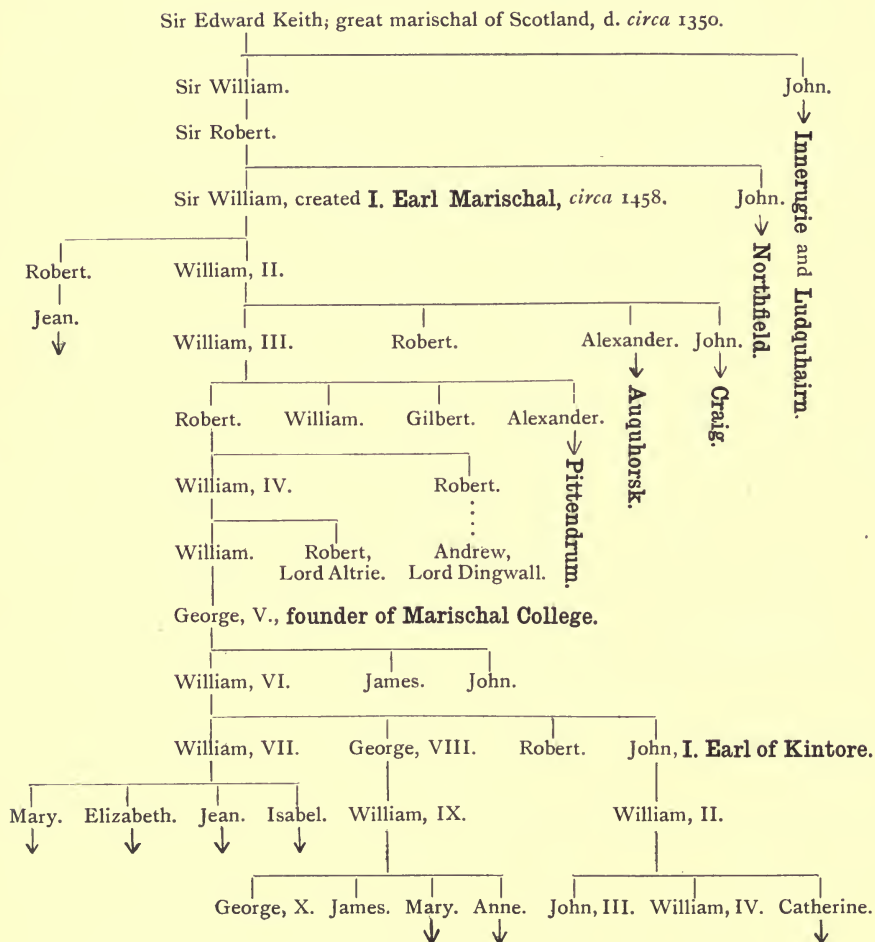 Sir Edward Keith; great marischal of Scotland, d. circa 1350.
Sir William. John.
Sir Robert.
Innerugie and Ludquhairn.
Sir William, created I. Earl Marischal, circa 1458. John.
Northfield.
Robert. William, II.
Jean.
William, III. Robert. Alexander. John.
Auquhorsk.
Craig.
Robert. William. Gilbert. Alexander.
Pittendrum.
William, IV. Robert.
William. Robert, Andrew,
Lord Altrie. Lord Dingwall.
George, V., founder of Marischal College.
William, VI. James. John.
William, VII. George, VIII. Robert. John, I. Earl of Kintore.
Mary. Elizabeth. Jean. Isabel. William, IX. William, II.
George, X. James. Mary. Anne. John, III. William, IV. Catherine.